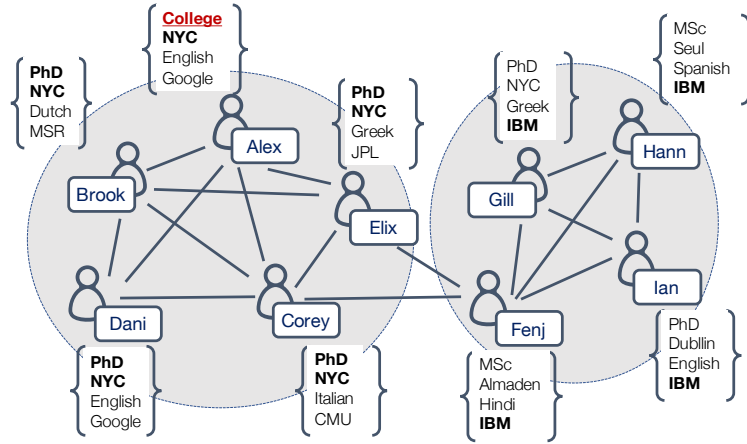 College
NYC
English
Google
PhD
NYC
Dutch
MSR
PhD
NYC
Greek
JPL
PhD
NYC
Greek
IBM
MSc
Seul
Spanish
IBM
Alex
Hann
Brook
Gill
Elix
Ian
Dani
Corey
Fenj
PhD
NYC
English
Google
PhD
NYC
Italian
CMU
MSc
Almaden
Hindi
IBM
PhD
Dubllin
English
IBM